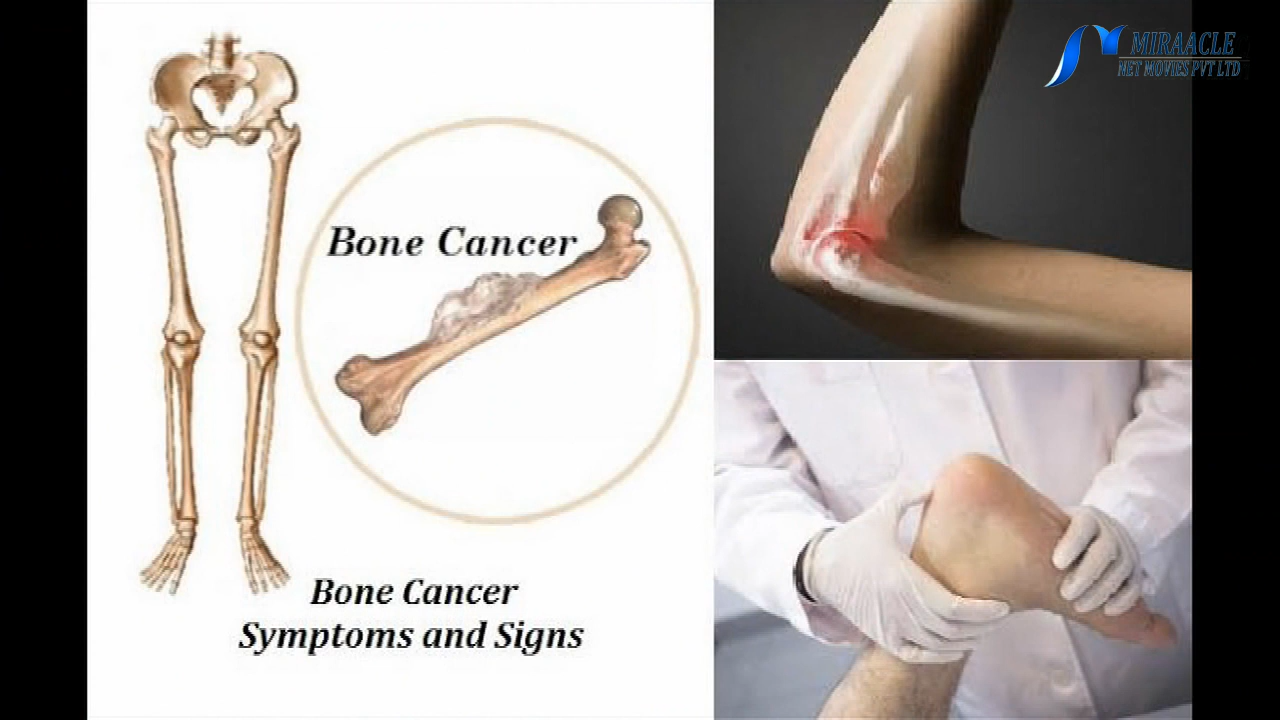 MIRAACLE
NET MOVIES PVT LTD
Bone Cancer
Bone Cancer
Symptoms and Signs